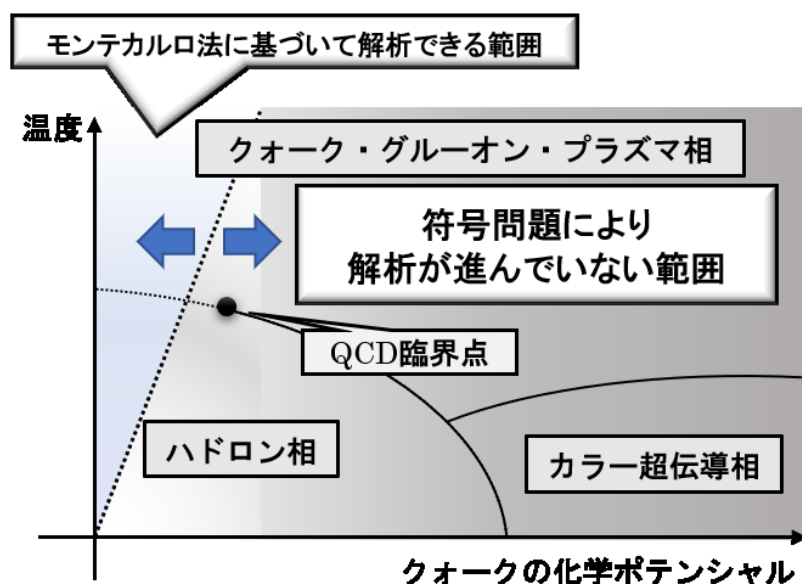 モンテカルロ法に基づいて解析できる範囲
温度
クォーク・グルーオン・プラズマ相
符号問題により
解析が進んでいない範囲
QCD臨界点
ハドロン相
カラー超伝導相
クォークの化学ポテンシャル